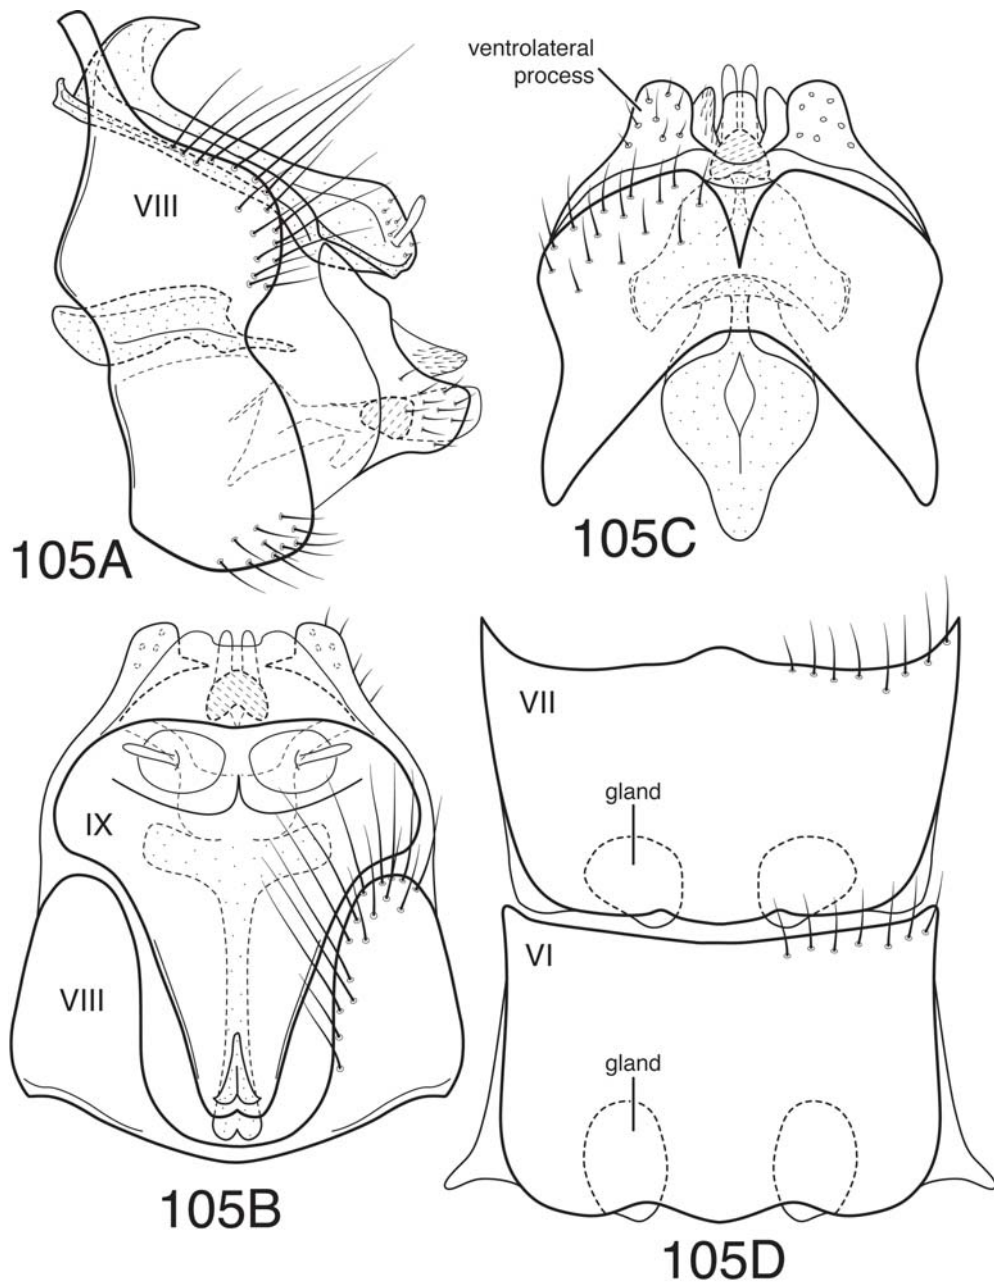 VIII
105A
ventrolateral
process
105C
IX
VIII
105B
VII
gland
VI
gland
105D